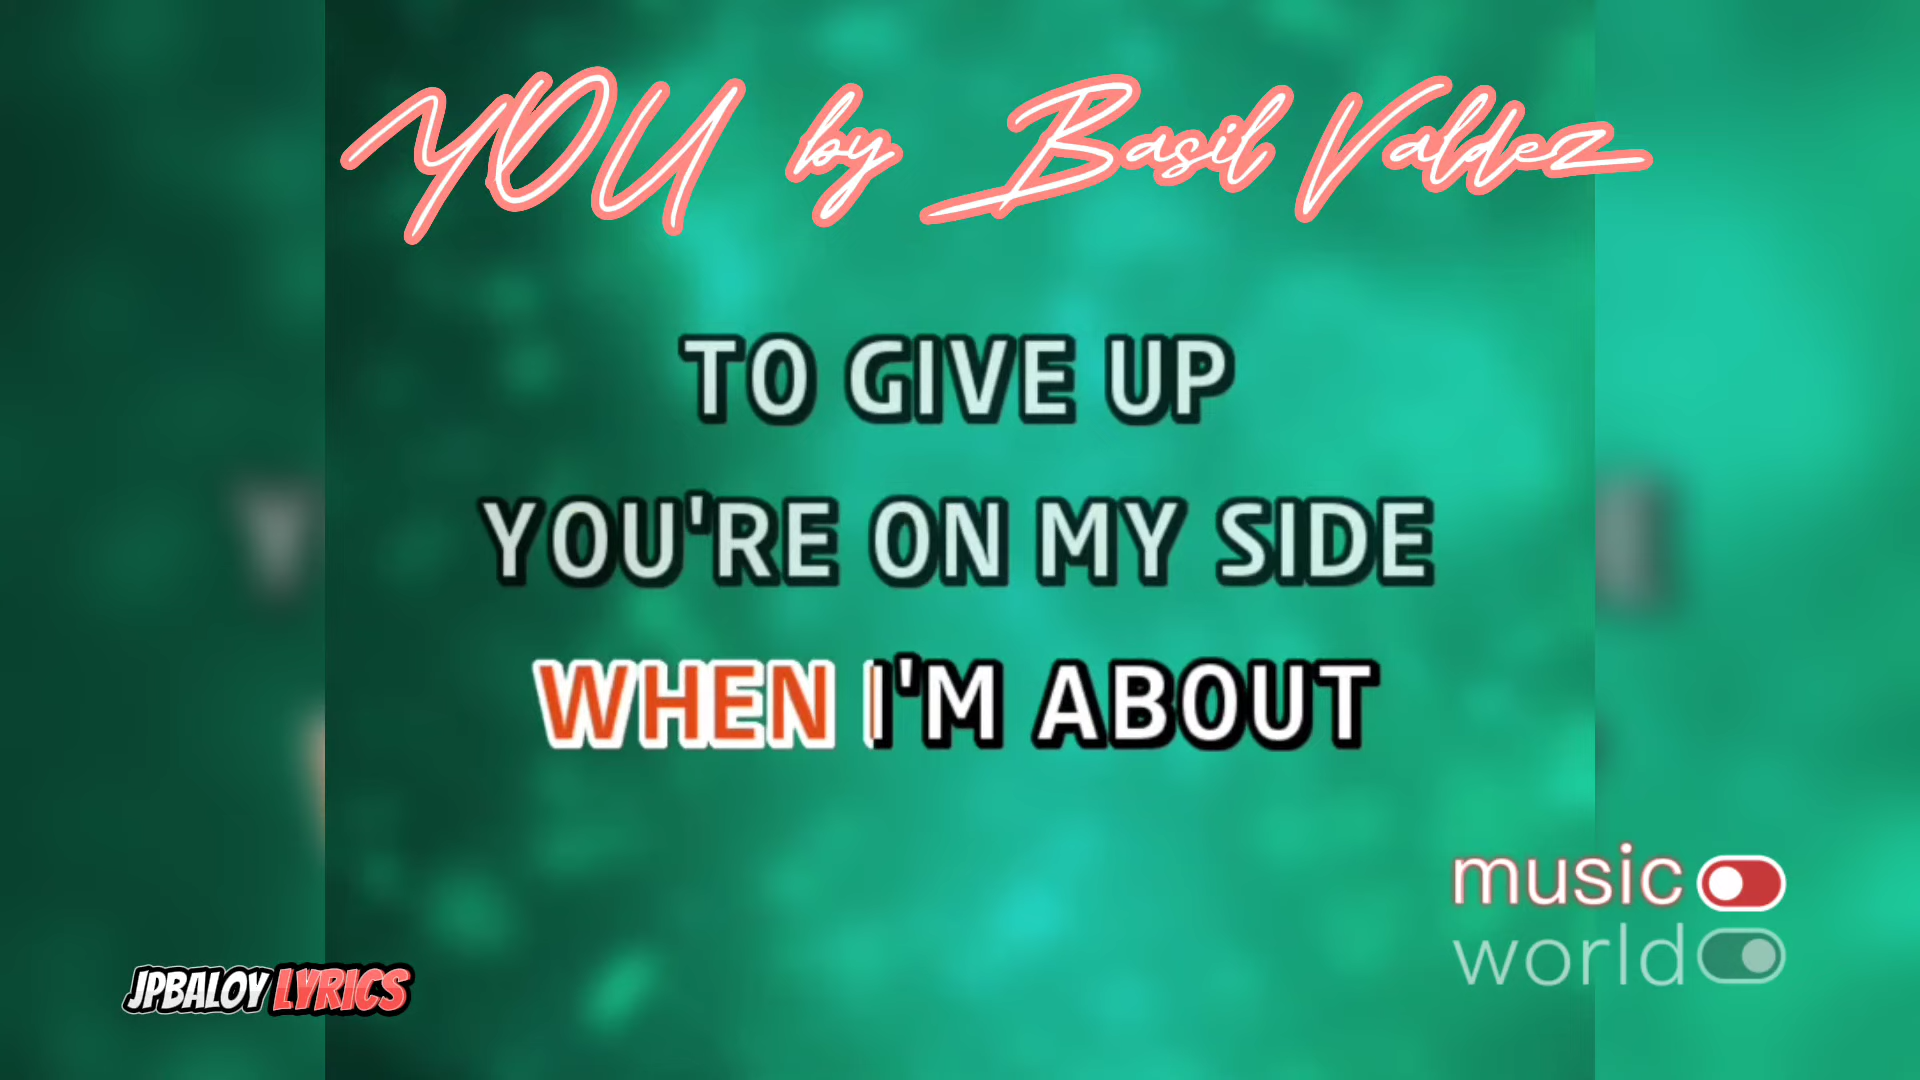 YOU by Basil Valdez
TO GIVE UP
YOU'RE ON MY SIDE
WHEN I'M ABOUT
music
world
JPBALOY LYRICS